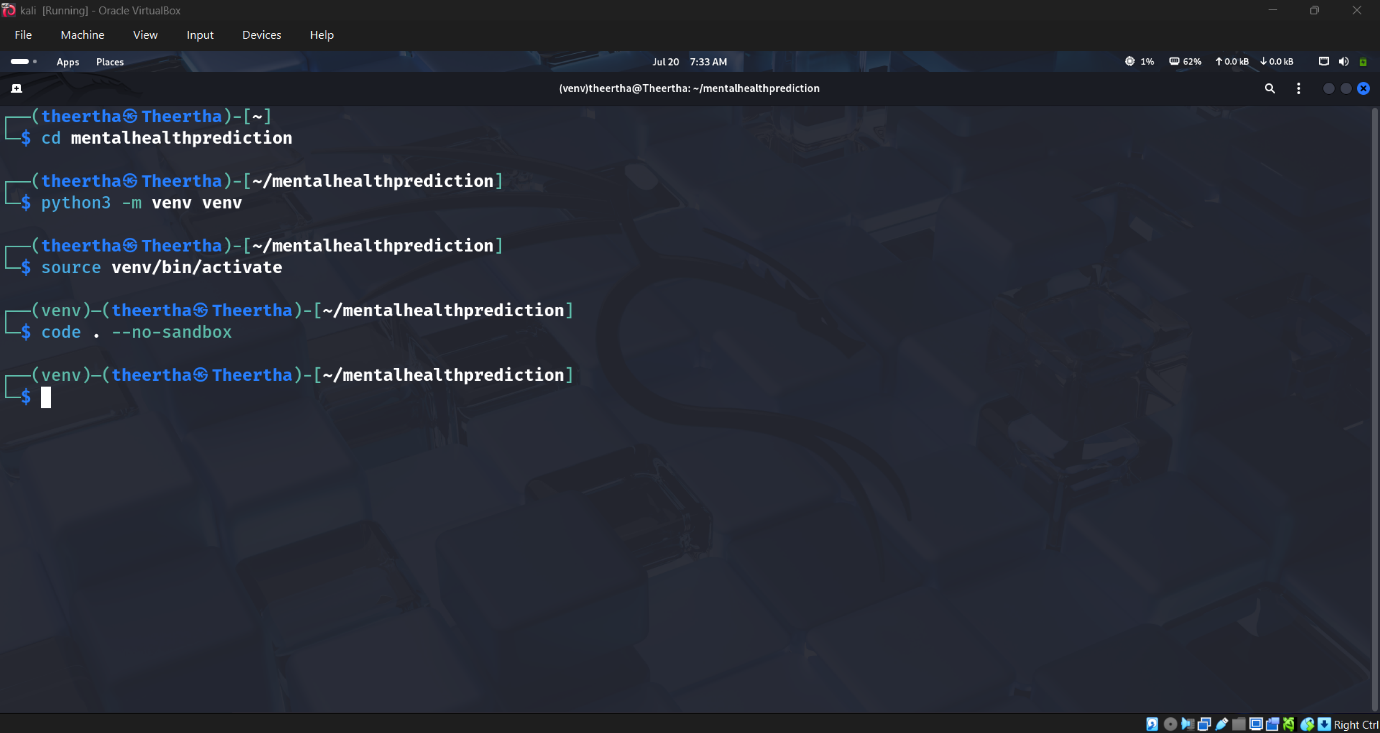 kali [Running] - Oracle VirtualBox
File Machine View Input Devices Help
Apps Places Jul 20 7:33 AM 1% 62% ↑0.0 kB ↓0.0 kB
(venv)theertha@Theertha: ~/mentalhealthprediction
┌──(theertha㉿Theertha)-[~]
└─$ cd mentalhealthprediction
┌──(theertha㉿Theertha)-[~/mentalhealthprediction]
└─$ python3 -m venv venv
┌──(theertha㉿Theertha)-[~/mentalhealthprediction]
└─$ source venv/bin/activate
┌──(venv)─(theertha㉿Theertha)-[~/mentalhealthprediction]
└─$ code . --no-sandbox
┌──(venv)─(theertha㉿Theertha)-[~/mentalhealthprediction]
└─$
Right Ctrl